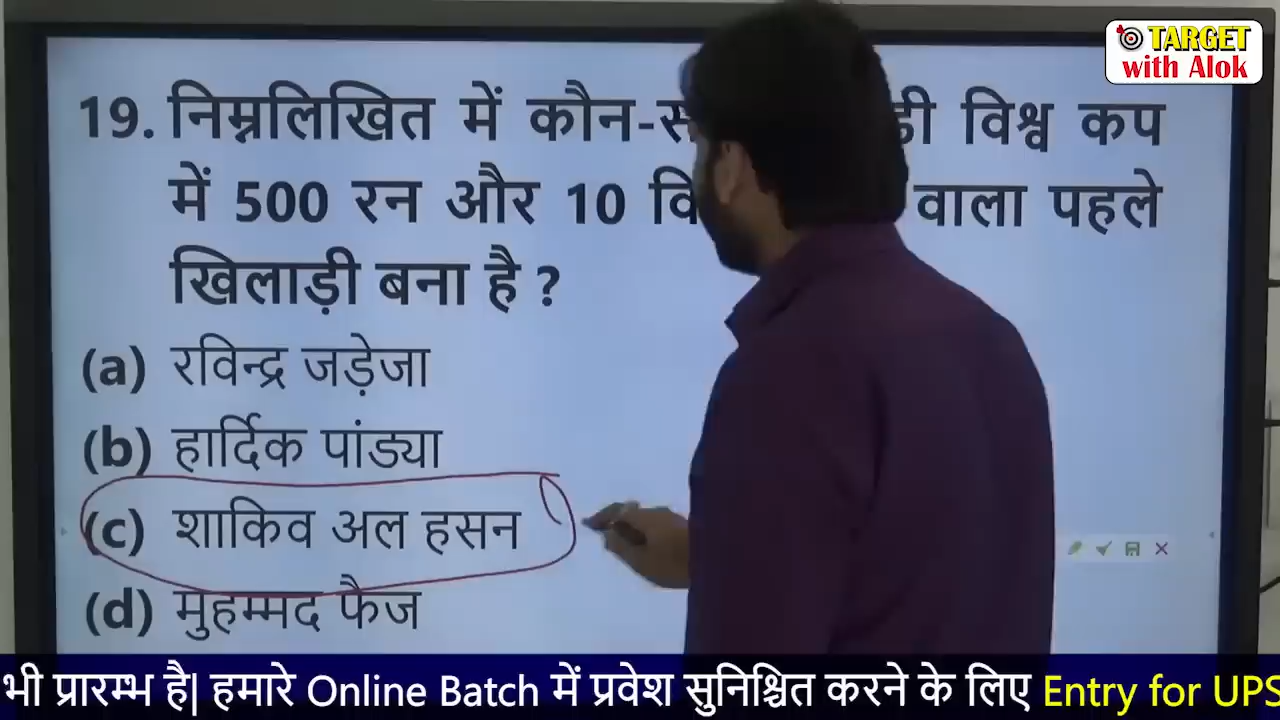 TARGET
with Alok
19. निम्नलिखित में कौन-स डी विश्व कप
में 500 रन और 10 वि वाला पहले
खिलाड़ी बना है ?
(a) रविन्द्र जड़ेजा
(b) हार्दिक पांड्या
(c) शाकिव अल हसन
(d) मुहम्मद फैज
भी प्रारम्भ है| हमारे Online Batch में प्रवेश सुनिश्चित करने के लिए Entry for UPS